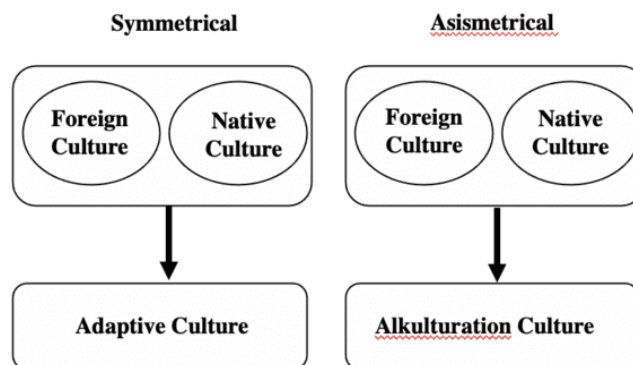 Symmetrical
Asismetrical
Foreign
Culture
Native
Culture
Foreign
Culture
Native
Culture
Adaptive Culture
Alkulturation Culture